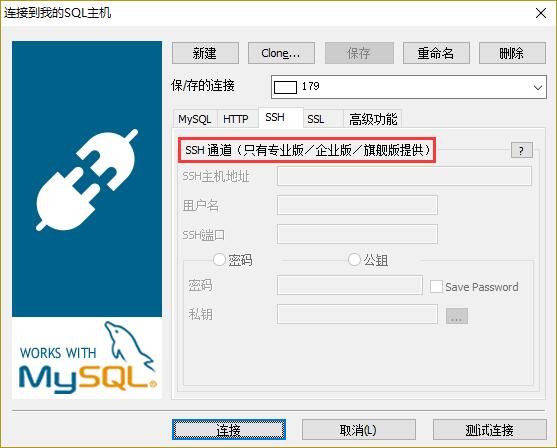 连接到我的SQL主机
新建
Clone...
保存
重命名
删除
保/存的连接
179
MySQL
HTTP
SSH
SSL
高级功能
SSH 通道（只有专业版／企业版／旗舰版提供）
?
SSH主机地址
用户名
SSH端口
密码
公钥
密码
Save Password
私钥
...
WORKS WITH
MySQL®
连接
取消(L)
测试连接